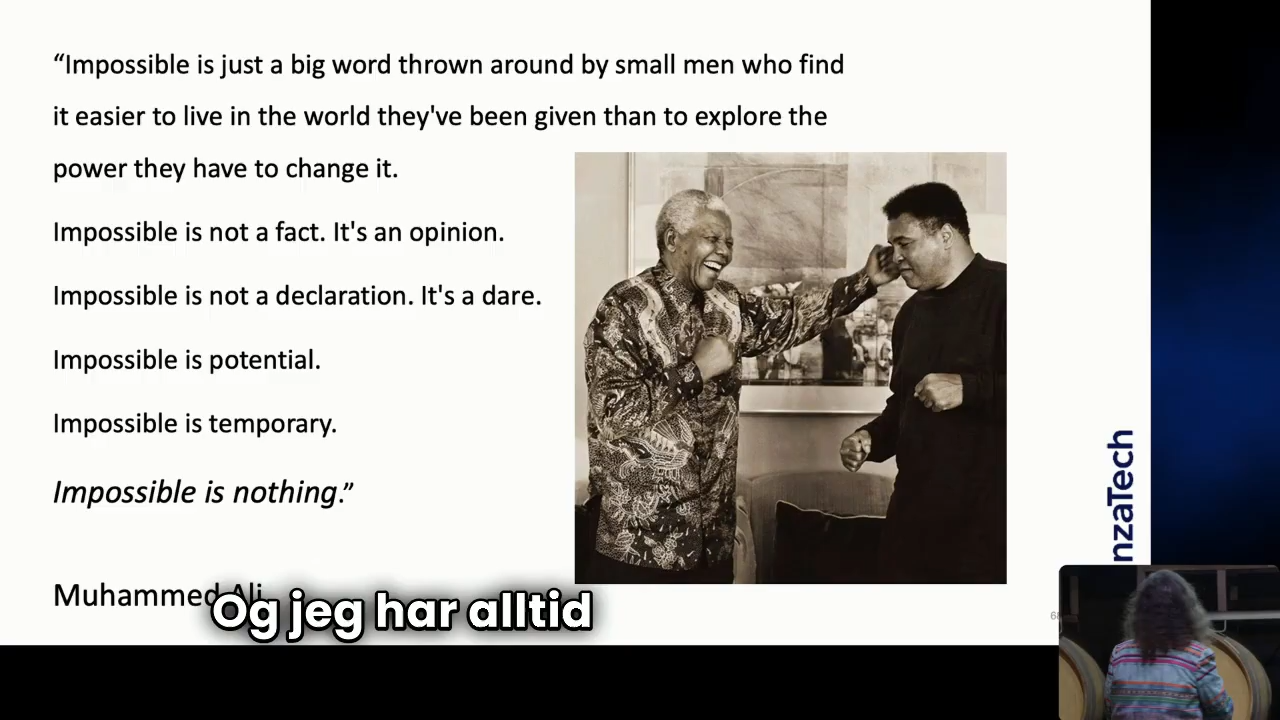 “Impossible is just a big word thrown around by small men who find
it easier to live in the world they've been given than to explore the
power they have to change it.
Impossible is not a fact. It's an opinion.
Impossible is not a declaration. It's a dare.
Impossible is potential.
Impossible is temporary.
Impossible is nothing.”
Muhammed Ali
Og jeg har alltid
nzaTech